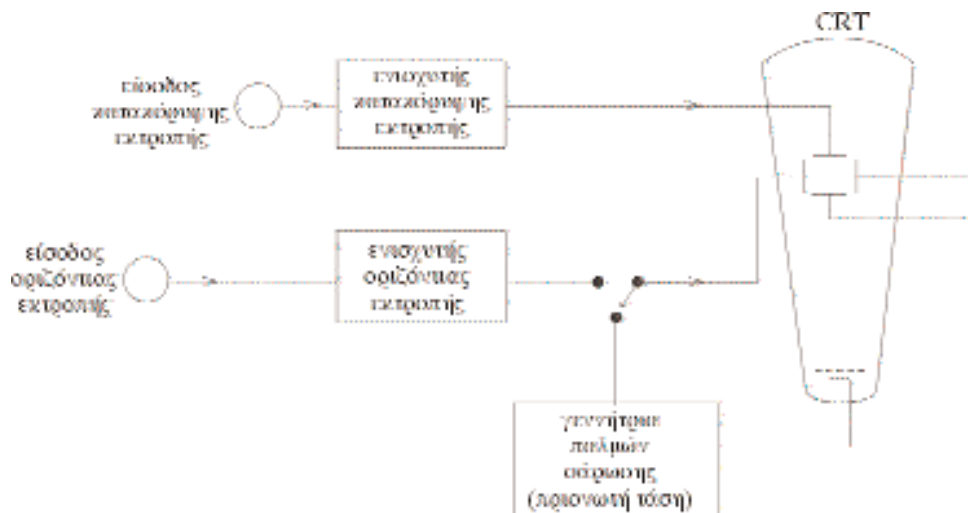 CRT
είσοδος
κατακόρυφης
εκτροπής
ενισχυτής
κατακόρυφης
εκτροπής
είσοδος
οριζόντιας
εκτροπής
ενισχυτής
οριζόντιας
εκτροπής
γεννήτρια
παλμών
σάρωσης
(πριονωτή τάση)